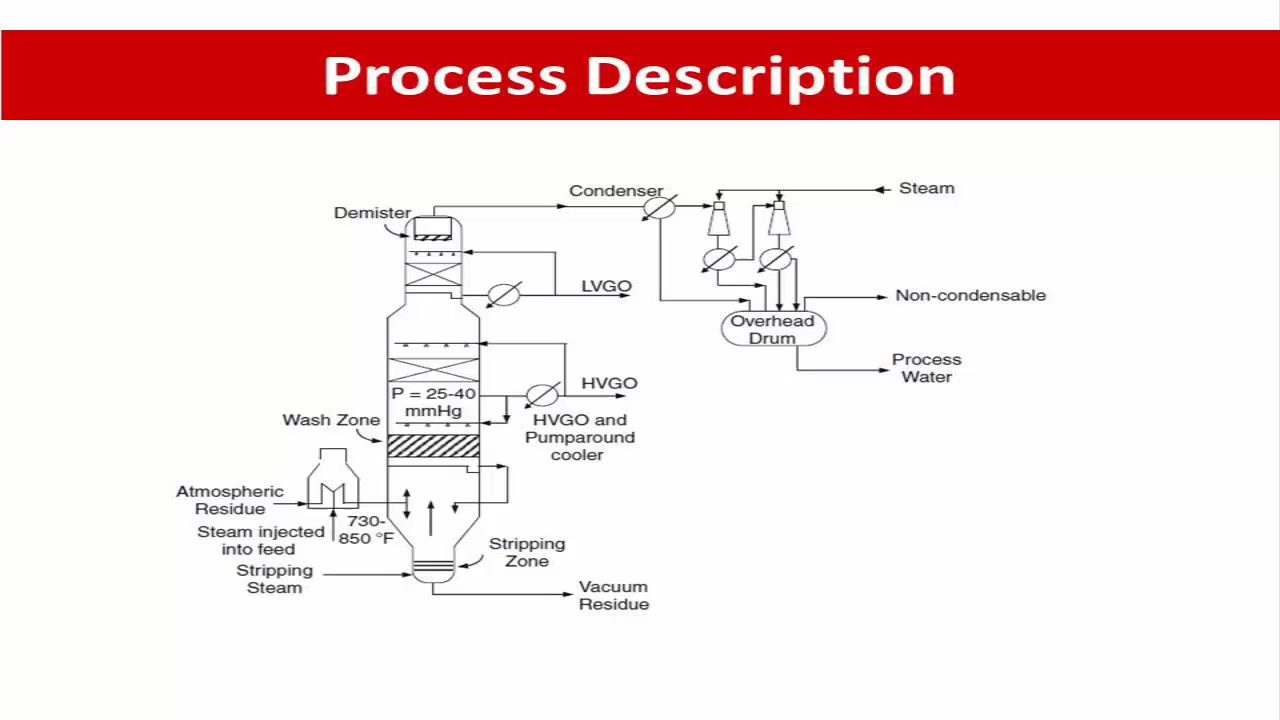 Process Description
Condenser
Steam
Demister
LVGO
Non-condensable
Overhead
Drum
Process
Water
HVGO
P = 25-40
mmHg
Wash Zone
HVGO and
Pumparound
cooler
Atmospheric
Residue
730-
850 °F
Steam injected
into feed
Stripping
Zone
Stripping
Steam
Vacuum
Residue